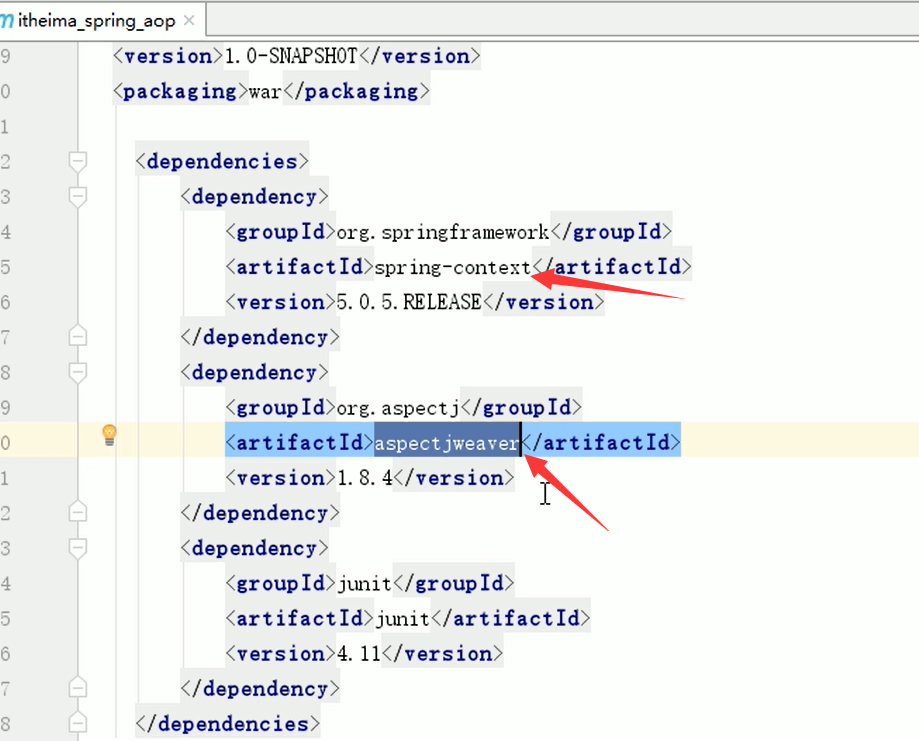 itheima_spring_aop
9 <version>1.0-SNAPSHOT</version>
0 <packaging>war</packaging>
1
2 <dependencies>
3 <dependency>
4 <groupId>org.springframework</groupId>
5 <artifactId>spring-context</artifactId>
6 <version>5.0.5.RELEASE</version>
7 </dependency>
8 <dependency>
9 <groupId>org.aspectj</groupId>
0 <artifactId>aspectjweaver</artifactId>
1 <version>1.8.4</version>
2 </dependency>
3 <dependency>
4 <groupId>junit</groupId>
5 <artifactId>junit</artifactId>
6 <version>4.11</version>
7 </dependency>
8 </dependencies>